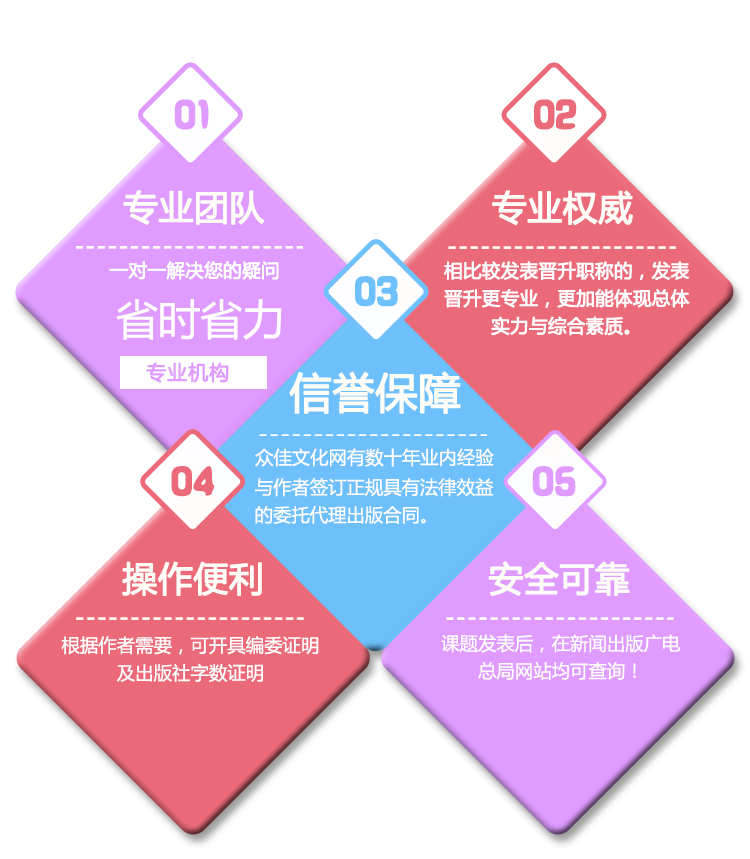 01
专业团队
一对一解决您的疑问
省时省力
专业机构
02
专业权威
相比较发表晋升职称的，发表
晋升更专业，更加能体现总体
实力与综合素质。
03
信誉保障
众佳文化网有数十年业内经验
与作者签订正规具有法律效益
的委托代理出版合同。
04
操作便利
根据作者需要，可开具编委证明
及出版社字数证明
05
安全可靠
课题发表后，在新闻出版广电
总局网站均可查询！